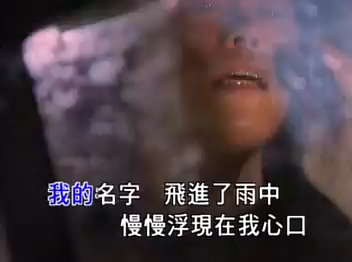 我的名字　飛進了雨中
慢慢浮現在我心口